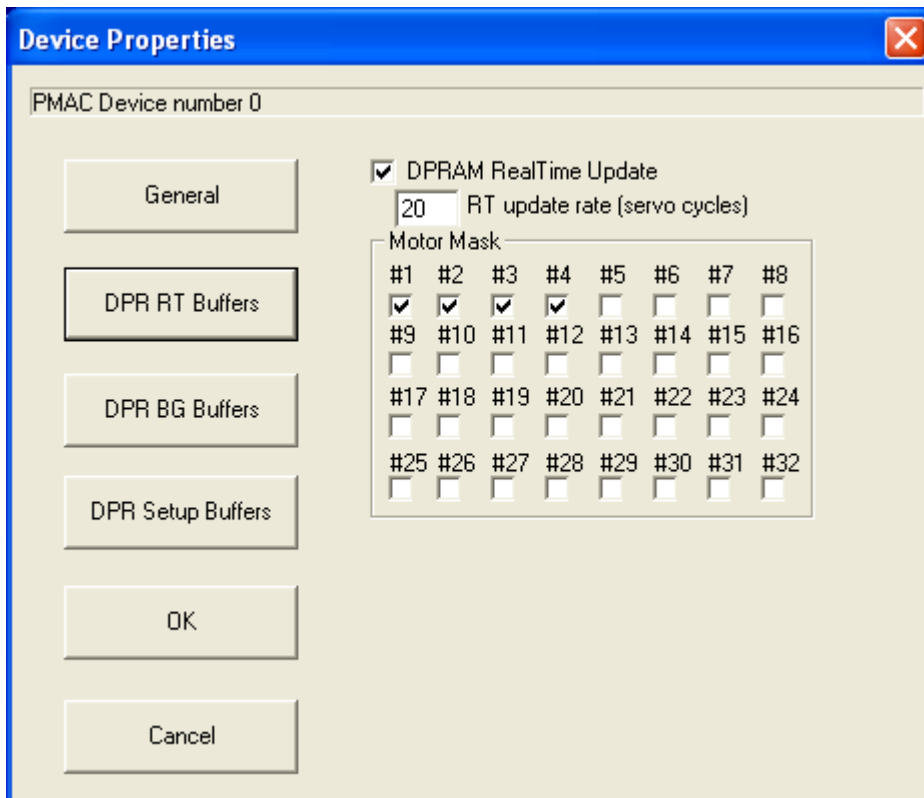 Device Properties
PMAC Device number 0
General
DPR RT Buffers
DPR BG Buffers
DPR Setup Buffers
OK
Cancel
DPRAM RealTime Update
20 RT update rate (servo cycles)
Motor Mask
#1 #2 #3 #4 #5 #6 #7 #8
#9 #10 #11 #12 #13 #14 #15 #16
#17 #18 #19 #20 #21 #22 #23 #24
#25 #26 #27 #28 #29 #30 #31 #32